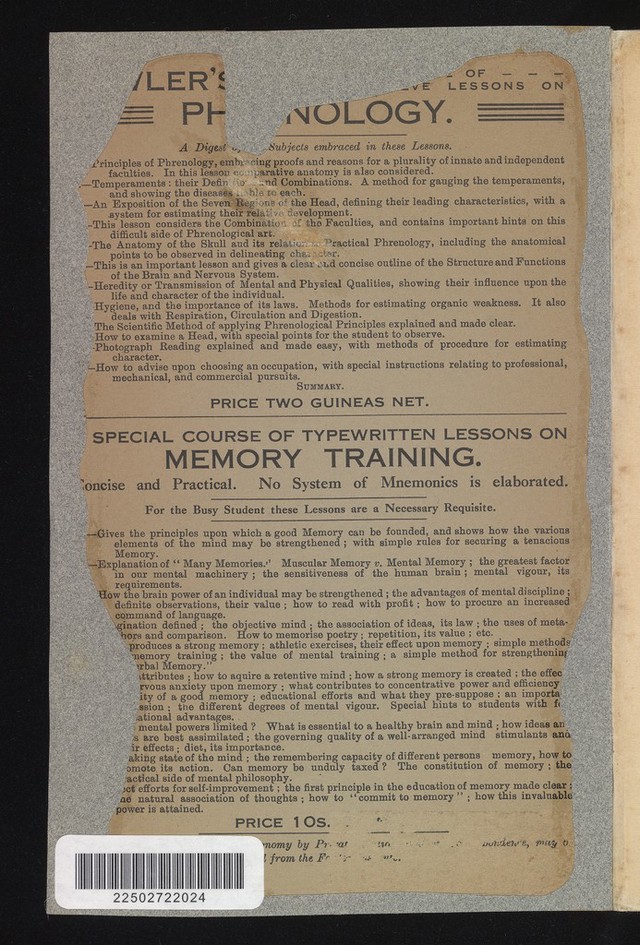 WLER'S OF – – –
VE LESSONS ON
PH NOLOGY.
A Digest Subjects embraced in these Lessons.
Principles of Phrenology, embracing proofs and reasons for a plurality of innate and independent
faculties. In this lesson comparative anatomy is also considered.
—Temperaments: their Defin and Combinations. A method for gauging the temperaments,
and showing the diseases liable to each.
—An Exposition of the Seven Regions of the Head, defining their leading characteristics, with a
system for estimating their relative development.
—This lesson considers the Combination of the Faculties, and contains important hints on this
difficult side of Phrenological art.
-The Anatomy of the Skull and its relation to Practical Phrenology, including the anatomical
points to be observed in delineating character.
—This is an important lesson and gives a clear and concise outline of the Structure and Functions
of the Brain and Nervous System.
—Heredity or Transmission of Mental and Physical Qualities, showing their influence upon the
life and character of the individual.
Hygiene, and the importance of its laws. Methods for estimating organic weakness. It also
deals with Respiration, Circulation and Digestion.
The Scientific Method of applying Phrenological Principles explained and made clear.
How to examine a Head, with special points for the student to observe.
-Photograph Reading explained and made easy, with methods of procedure for estimating
character.
—How to advise upon choosing an occupation, with special instructions relating to professional,
mechanical, and commercial pursuits.
SUMMARY.
PRICE TWO GUINEAS NET.
SPECIAL COURSE OF TYPEWRITTEN LESSONS ON
MEMORY TRAINING.
oncise and Practical. No System of Mnemonics is elaborated.
For the Busy Student these Lessons are a Necessary Requisite.
—Gives the principles upon which a good Memory can be founded, and shows how the various
elements of the mind may be strengthened; with simple rules for securing a tenacious
Memory.
—Explanation of "Many Memories." Muscular Memory v. Mental Memory; the greatest factor
in our mental machinery; the sensitiveness of the human brain; mental vigour, its
requirements.
How the brain power of an individual may be strengthened; the advantages of mental discipline;
definite observations, their value; how to read with profit; how to procure an increased
command of language.
gination defined; the objective mind; the association of ideas, its law; the uses of meta-
hors and comparison. How to memorise poetry; repetition, its value: etc.
produces a strong memory; athletic exercises, their effect upon memory; simple methods
memory training; the value of mental training; a simple method for strengthening
rbal Memory."
ttributes; how to aquire a retentive mind; how a strong memory is created; the effec
rvous anxiety upon memory; what contributes to concentrative power and efficiency
ity of a good memory; educational efforts and what they pre-suppose; an importa
ssion; the different degrees of mental vigour. Special hints to students with f
ational advantages.
mental powers limited? What is essential to a healthy brain and mind; how ideas an
s are best assimilated; the governing quality of a well-arranged mind stimulants and
ir effects; diet, its importance.
aking state of the mind; the remembering capacity of different persons memory, how to
omote its action. Can memory be unduly taxed? The constitution of memory; the
actical side of mental philosophy.
ct efforts for self-improvement; the first principle in the education of memory made clear;
he natural association of thoughts; how to "commit to memory"; how this invaluable
power is attained.
PRICE 10s.
nomy by Pr may
from the F
22502722024